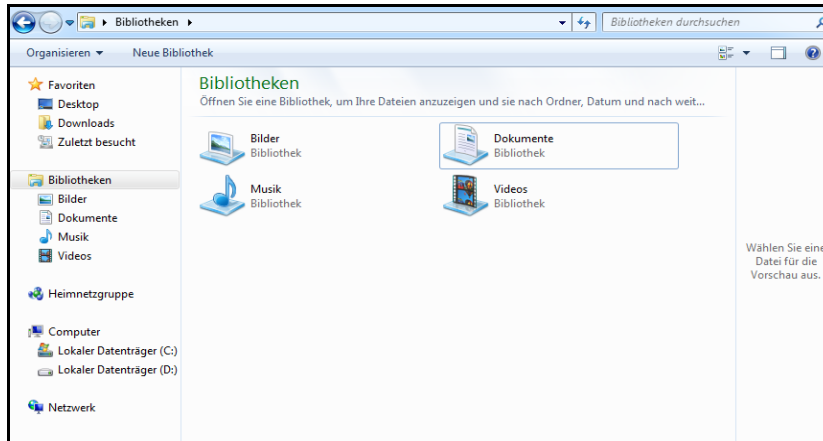 Bibliotheken
Bibliotheken durchsuchen
Organisieren
Neue Bibliothek
Favoriten
Desktop
Downloads
Zuletzt besucht
Bibliotheken
Bilder
Dokumente
Musik
Videos
Heimnetzgruppe
Computer
Lokaler Datenträger (C:)
Lokaler Datenträger (D:)
Netzwerk
Bibliotheken
Öffnen Sie eine Bibliothek, um Ihre Dateien anzuzeigen und sie nach Ordner, Datum und nach weit...
Bilder
Bibliothek
Dokumente
Bibliothek
Musik
Bibliothek
Videos
Bibliothek
Wählen Sie eine
Datei für die
Vorschau aus.